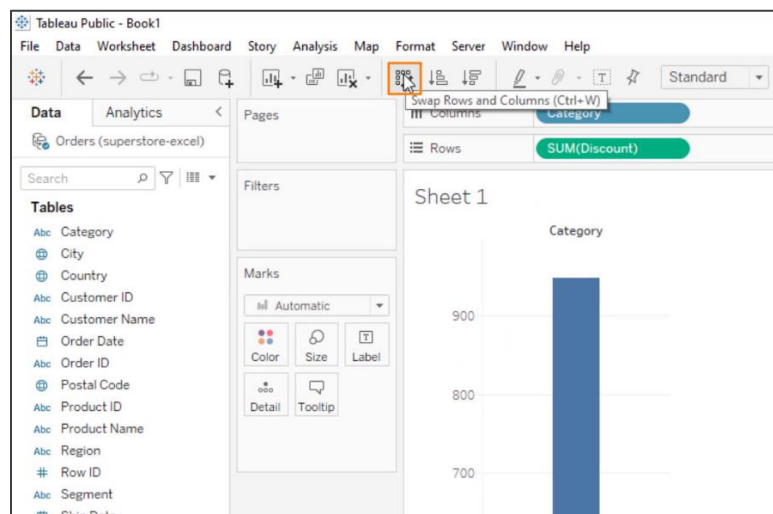 Tableau Public - Book1
File Data Worksheet Dashboard Story Analysis Map Format Server Window Help
Standard
Swap Rows and Columns (Ctrl+W)
Data Analytics
Pages
Columns Category
Orders (superstore-excel)
Rows SUM(Discount)
Search
Filters
Sheet 1
Tables
Abc Category
Category
City
Country
Marks
Abc Customer ID
Automatic
Abc Customer Name
900
Order Date
Color Size Label
Abc Order ID
Postal Code
800
Abc Product ID
Detail Tooltip
Abc Product Name
Abc Region
# Row ID
700
Abc Segment